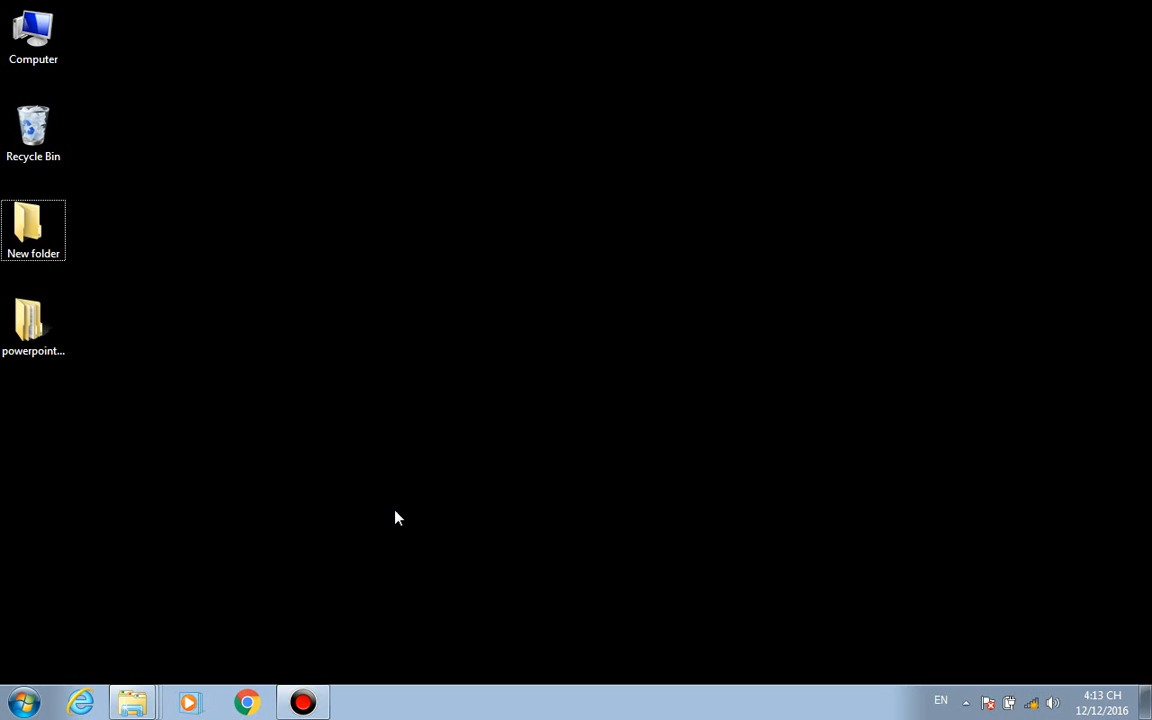 Computer
Recycle Bin
New folder
powerpoint...
EN
4:13 CH
12/12/2016